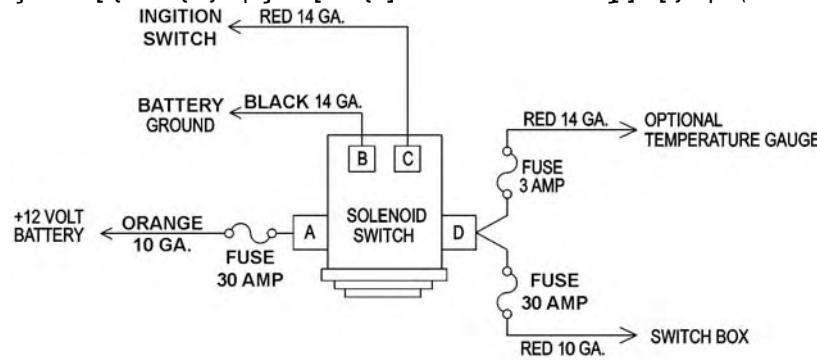 INGITION
SWITCH
RED 14 GA.
BATTERY
GROUND
BLACK 14 GA.
B
C
RED 14 GA.
OPTIONAL
TEMPERATURE GAUGE
FUSE
3 AMP
+12 VOLT
BATTERY
ORANGE
10 GA.
FUSE
30 AMP
A
SOLENOID
SWITCH
D
FUSE
30 AMP
RED 10 GA.
SWITCH BOX